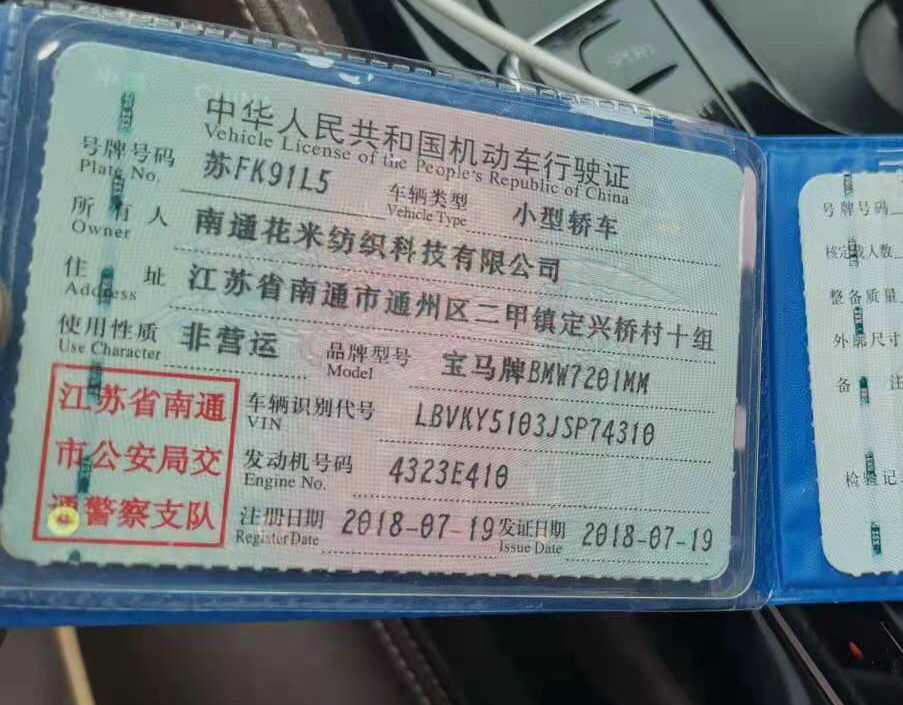 中华人民共和国机动车行驶证
Vehicle License of the People's Republic of China
号牌号码 苏FK91L5 车辆类型 小型轿车
Plate No. Vehicle Type
所有人 南通花米纺织科技有限公司
Owner
住址 江苏省南通市通州区二甲镇定兴桥村十组
Address
使用性质 非营运 品牌型号 宝马牌BMW7201MM
Use Character Model
江苏省南通
市公安局交
通警察支队
车辆识别代号 LBVKY5103JSP74310
VIN
发动机号码 4323E410
Engine No.
注册日期 2018-07-19 发证日期 2018-07-19
Register Date Issue Date
号牌号码
核定载人数
整备质量
外廓尺寸
备注
检验记
SPORT